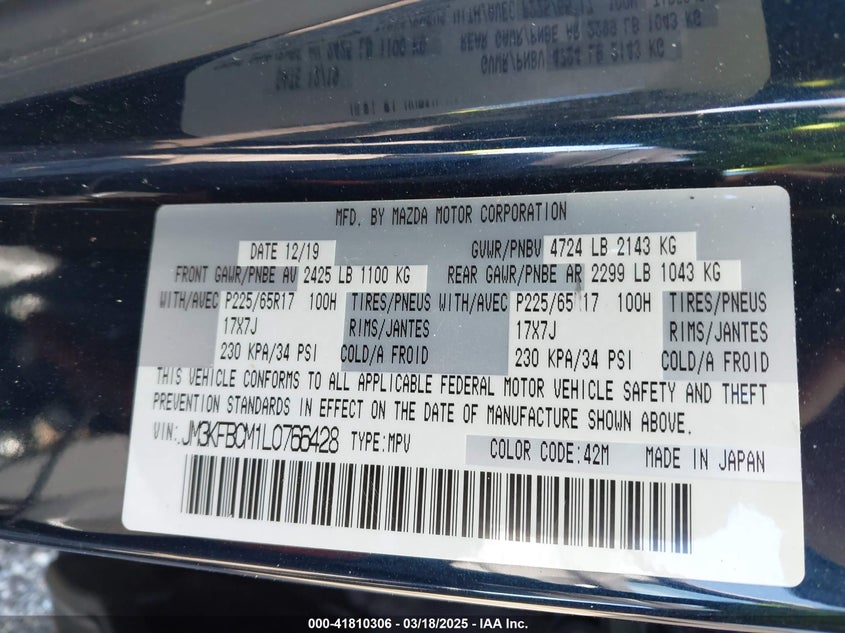 MFD. BY MAZDA MOTOR CORPORATION
DATE 12/19 GVWR/PNBV 4724 LB 2143 KG
FRONT GAWR/PNBE AV 2425 LB 1100 KG REAR GAWR/PNBE AR 2299 LB 1043 KG
WITH/AVEC P225/65R17 100H TIRES/PNEUS WITH/AVEC P225/65R17 100H TIRES/PNEUS
17X7J RIMS/JANTES 17X7J RIMS/JANTES
230 KPA/34 PSI COLD/A FROID 230 KPA/34 PSI COLD/A FROID
THIS VEHICLE CONFORMS TO ALL APPLICABLE FEDERAL MOTOR VEHICLE SAFETY AND THEFT
PREVENTION STANDARDS IN EFFECT ON THE DATE OF MANUFACTURE SHOWN ABOVE.
VIN: JM3KFBCM1L0766428 TYPE:MPV COLOR CODE:42M MADE IN JAPAN
000-41810306 - 03/18/2025 - IAA Inc.